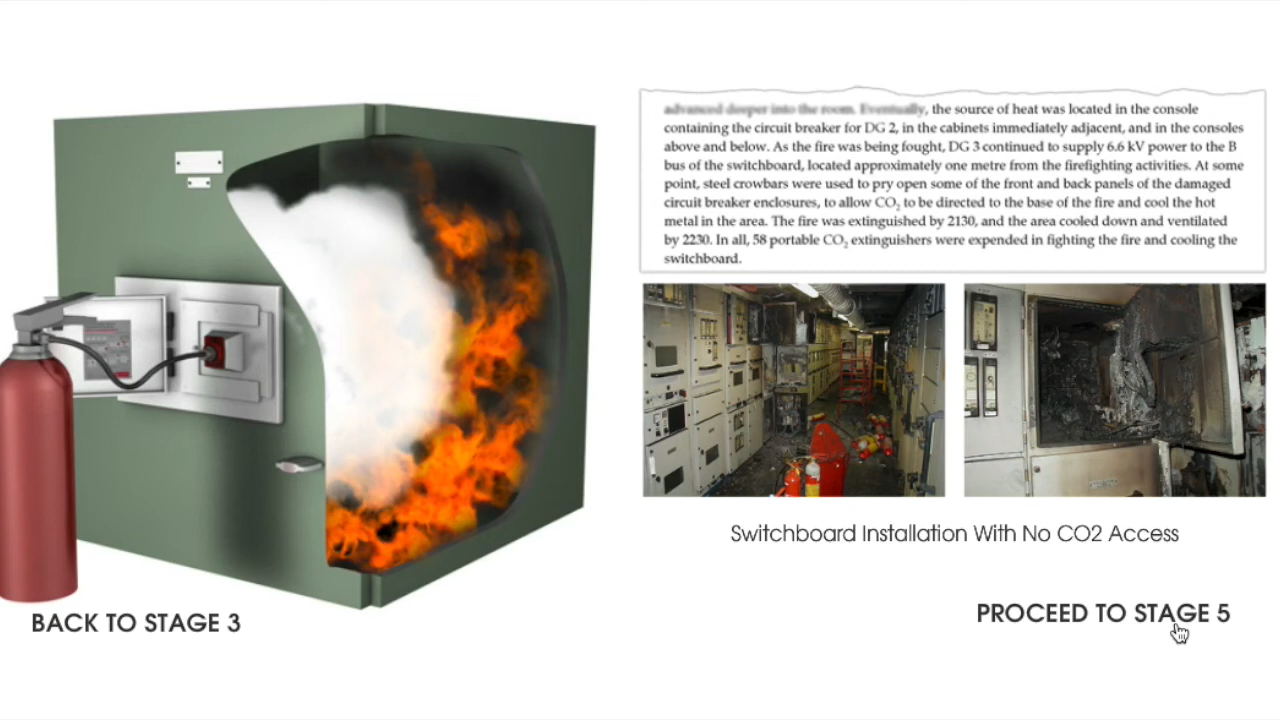 advanced deeper into the room. Eventually, the source of heat was located in the console
containing the circuit breaker for DG 2, in the cabinets immediately adjacent, and in the consoles
above and below. As the fire was being fought, DG 3 continued to supply 6.6 kV power to the B
bus of the switchboard, located approximately one metre from the firefighting activities. At some
point, steel crowbars were used to pry open some of the front and back panels of the damaged
circuit breaker enclosures, to allow CO₂ to be directed to the base of the fire and cool the hot
metal in the area. The fire was extinguished by 2130, and the area cooled down and ventilated
by 2230. In all, 58 portable CO₂ extinguishers were expended in fighting the fire and cooling the
switchboard.
Switchboard Installation With No CO2 Access
BACK TO STAGE 3
PROCEED TO STAGE 5